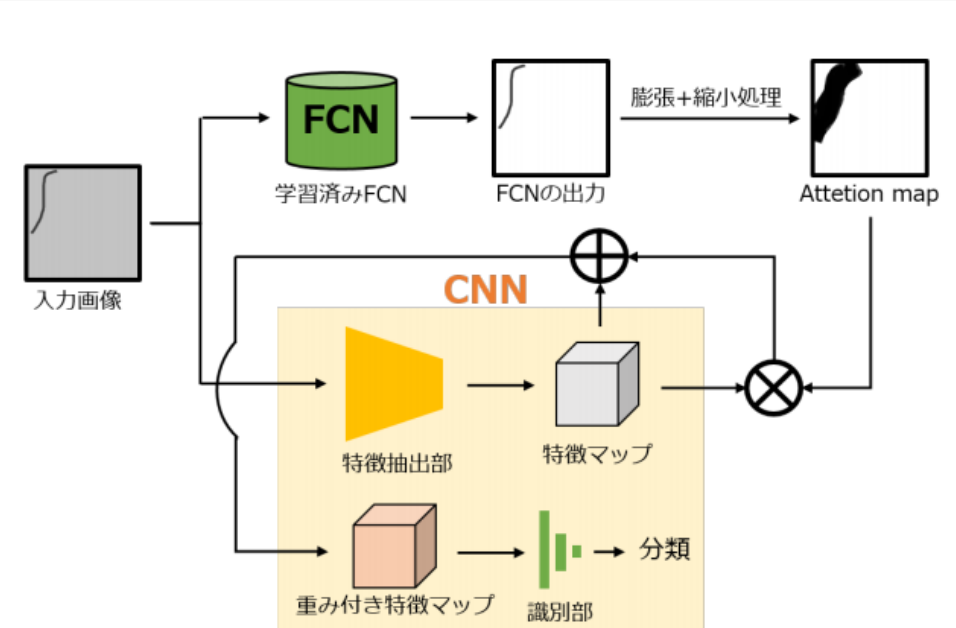 FCN
学習済みFCN
FCNの出力
膨張+縮小処理
Attetion map
入力画像
CNN
特徴抽出部
特徴マップ
重み付き特徴マップ
識別部
分類